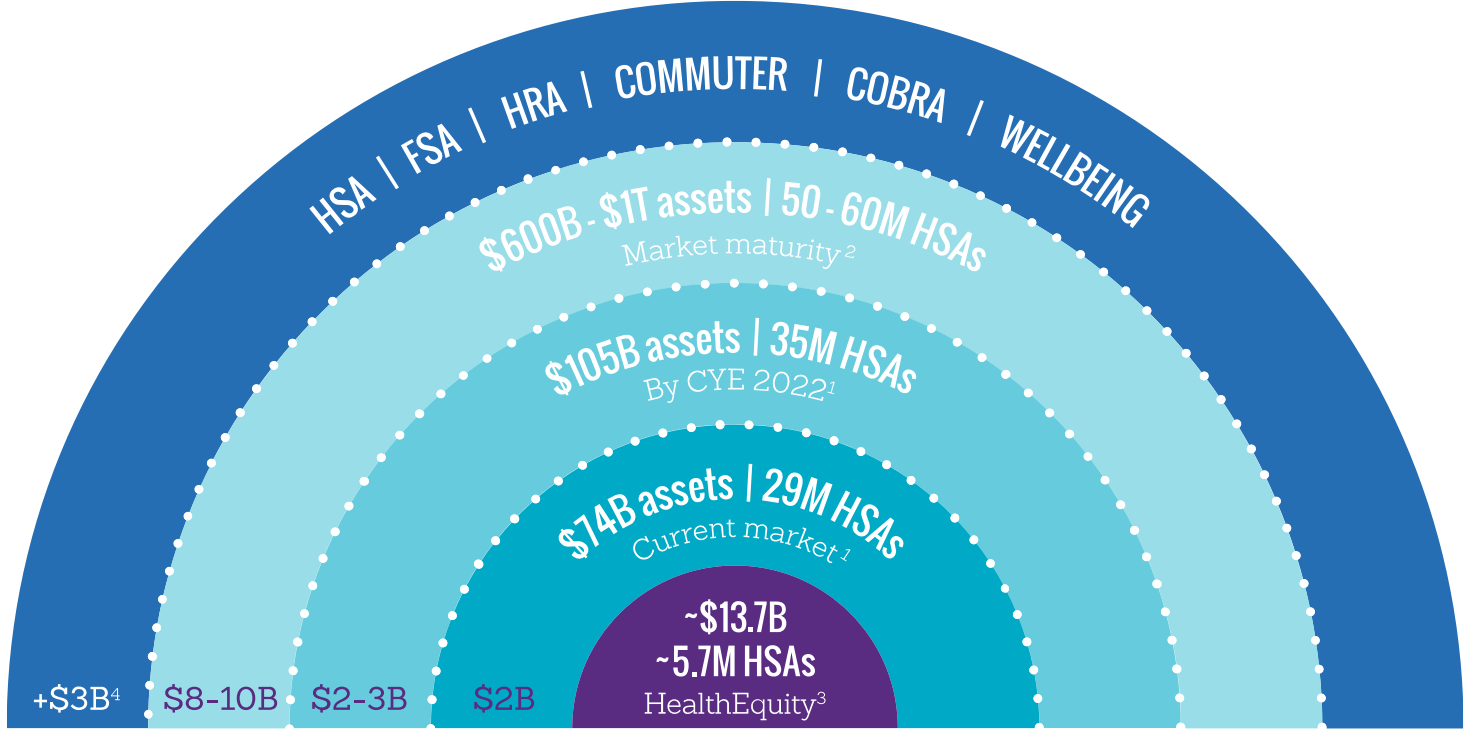 HSA | FSA | HRA | COMMUTER | COBRA | WELLBEING
$600B - $1T assets | 50 - 60M HSAs
Market maturity²
$105B assets | 35M HSAs
By CYE 2022¹
$74B assets | 29M HSAs
Current market¹
~$13.7B
~5.7M HSAs
HealthEquity³
+$3B⁴ $8-10B $2-3B $2B